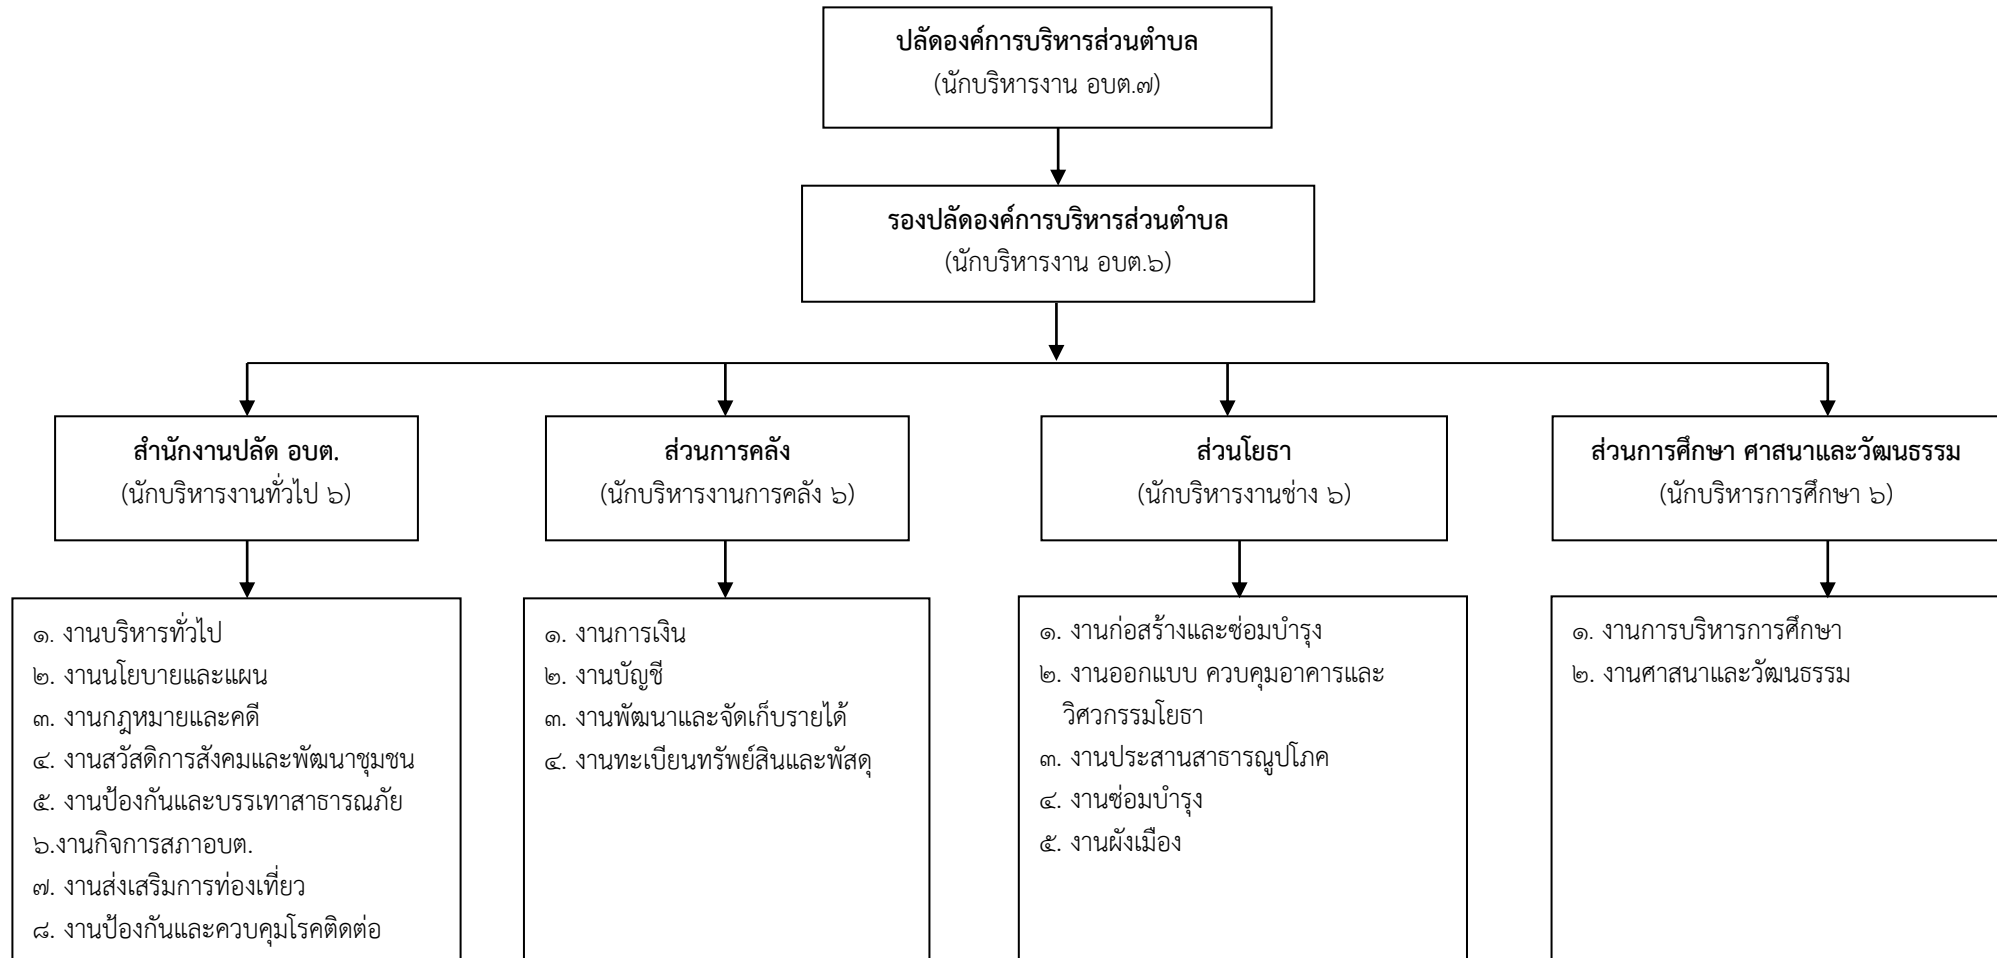 ปลัดองค์การบริหารส่วนตำบล
(นักบริหารงาน อบต.๗)
รองปลัดองค์การบริหารส่วนตำบล
(นักบริหารงาน อบต.๖)
สำนักงานปลัด อบต.
(นักบริหารงานทั่วไป ๖)
ส่วนการคลัง
(นักบริหารงานการคลัง ๖)
ส่วนโยธา
(นักบริหารงานช่าง ๖)
ส่วนการศึกษา ศาสนาและวัฒนธรรม
(นักบริหารการศึกษา ๖)
๑. งานบริหารทั่วไป
๒. งานนโยบายและแผน
๓. งานกฎหมายและคดี
๔. งานสวัสดิการสังคมและพัฒนาชุมชน
๕. งานป้องกันและบรรเทาสาธารณภัย
๖.งานกิจการสภาอบต.
๗. งานส่งเสริมการท่องเที่ยว
๘. งานป้องกันและควบคุมโรคติดต่อ
๑. งานการเงิน
๒. งานบัญชี
๓. งานพัฒนาและจัดเก็บรายได้
๔. งานทะเบียนทรัพย์สินและพัสดุ
๑. งานก่อสร้างและซ่อมบำรุง
๒. งานออกแบบ ควบคุมอาคารและ
วิศวกรรมโยธา
๓. งานประสานสาธารณูปโภค
๔. งานซ่อมบำรุง
๕. งานผังเมือง
๑. งานการบริหารการศึกษา
๒. งานศาสนาและวัฒนธรรม